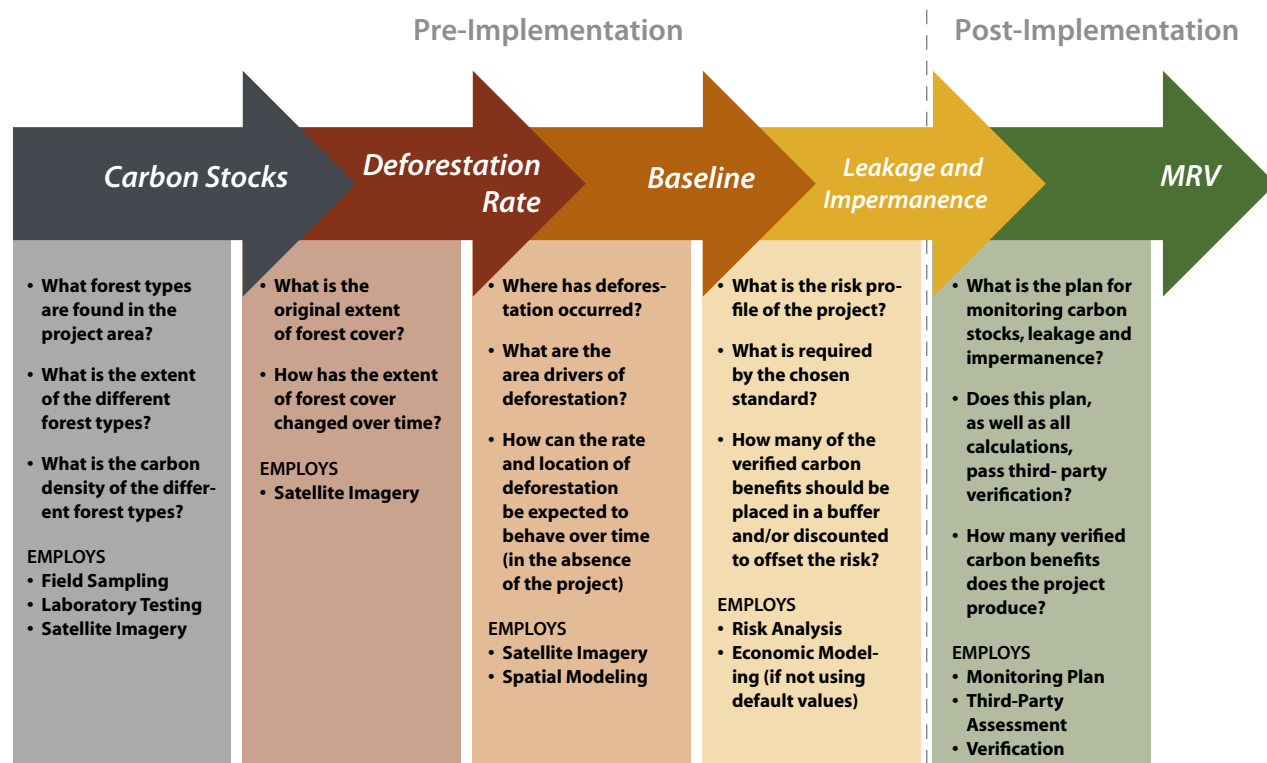 Pre-Implementation
Post-Implementation
Carbon Stocks
Deforestation
Rate
Baseline
Leakage and
Impermanence
MRV
• What forest types
are found in the
project area?
• What is the extent
of the different
forest types?
• What is the carbon
density of the differ-
ent forest types?
EMPLOYS
• Field Sampling
• Laboratory Testing
• Satellite Imagery
• What is the
original extent
of forest cover?
• How has the extent
of forest cover
changed over time?
EMPLOYS
• Satellite Imagery
• Where has defores-
tation occurred?
• What are the
area drivers of
deforestation?
• How can the rate
and location of
deforestation
be expected to
behave over time
(in the absence
of the project)
EMPLOYS
• Satellite Imagery
• Spatial Modeling
• What is the risk pro-
file of the project?
• What is required
by the chosen
standard?
• How many of the
verified carbon
benefits should be
placed in a buffer
and/or discounted
to offset the risk?
EMPLOYS
• Risk Analysis
• Economic Model-
ing (if not using
default values)
• What is the plan for
monitoring carbon
stocks, leakage and
impermanence?
• Does this plan,
as well as all
calculations,
pass third- party
verification?
• How many verified
carbon benefits
does the project
produce?
EMPLOYS
• Monitoring Plan
• Third-Party
Assessment
• Verification